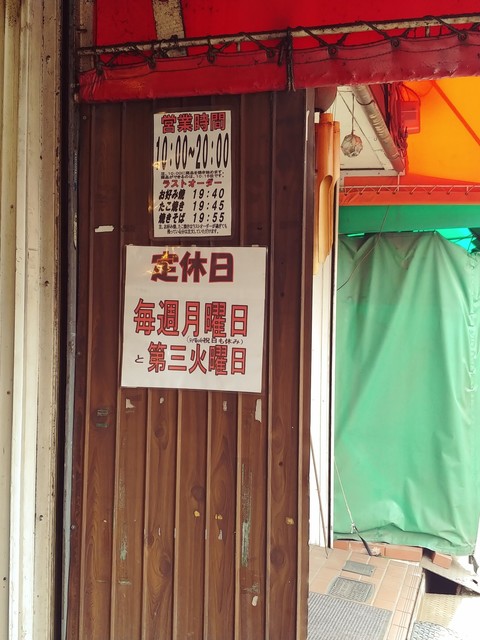 営業時間
10:00~20:00
ラストオーダー
お好み焼 19:40
たこ焼き 19:45
焼きそば 19:55
定休日
毎週月曜日
と第三火曜日